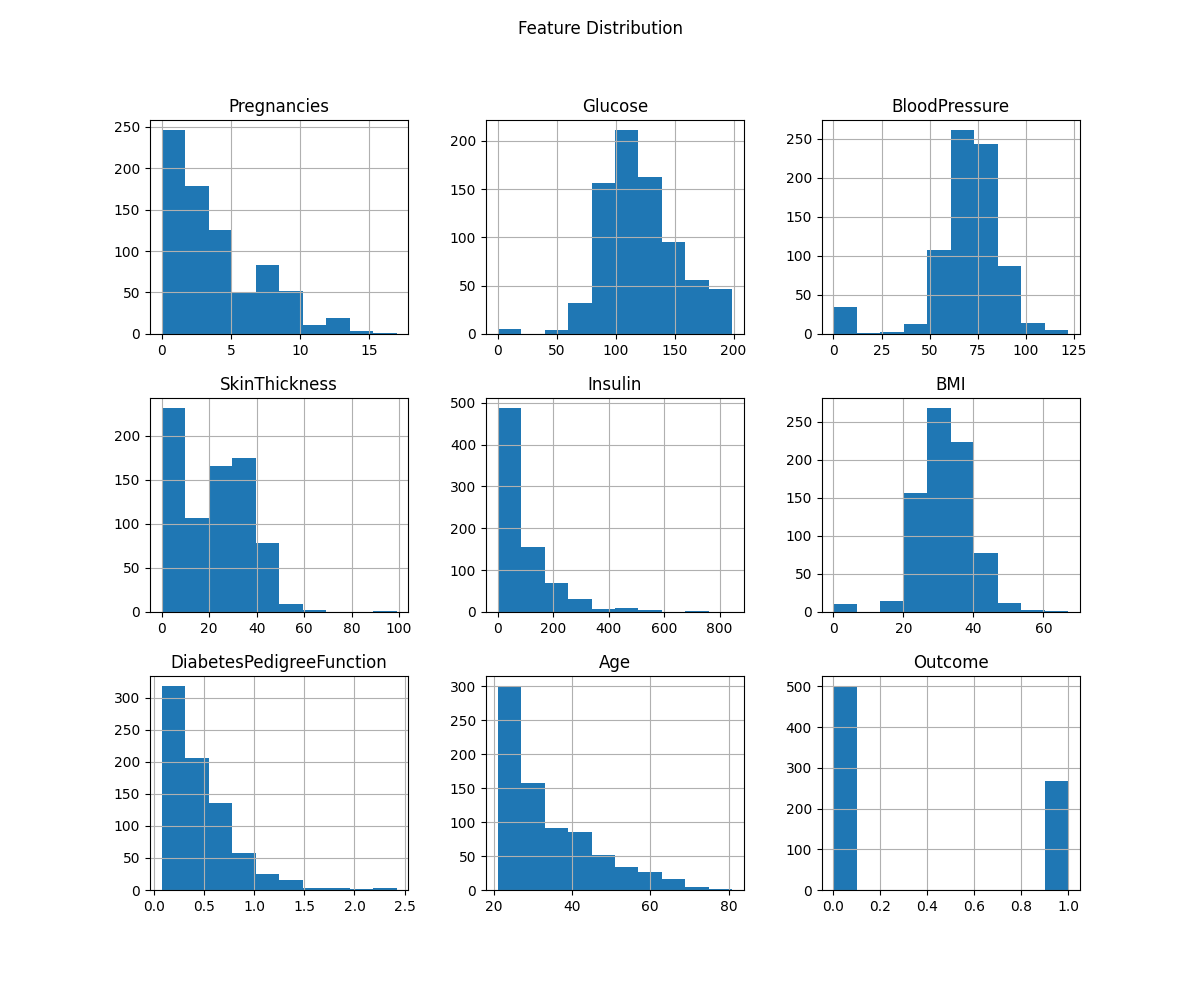 Feature Distribution
Pregnancies
250
200
150
100
50
0
0 5 10 15
Glucose
200
150
100
50
0
0 50 100 150 200
BloodPressure
250
200
150
100
50
0
0 25 50 75 100 125
SkinThickness
200
150
100
50
0
0 20 40 60 80 100
Insulin
500
400
300
200
100
0
0 200 400 600 800
BMI
250
200
150
100
50
0
0 20 40 60
DiabetesPedigreeFunction
300
250
200
150
100
50
0
0.0 0.5 1.0 1.5 2.0 2.5
Age
300
250
200
150
100
50
0
20 40 60 80
Outcome
500
400
300
200
100
0
0.0 0.2 0.4 0.6 0.8 1.0